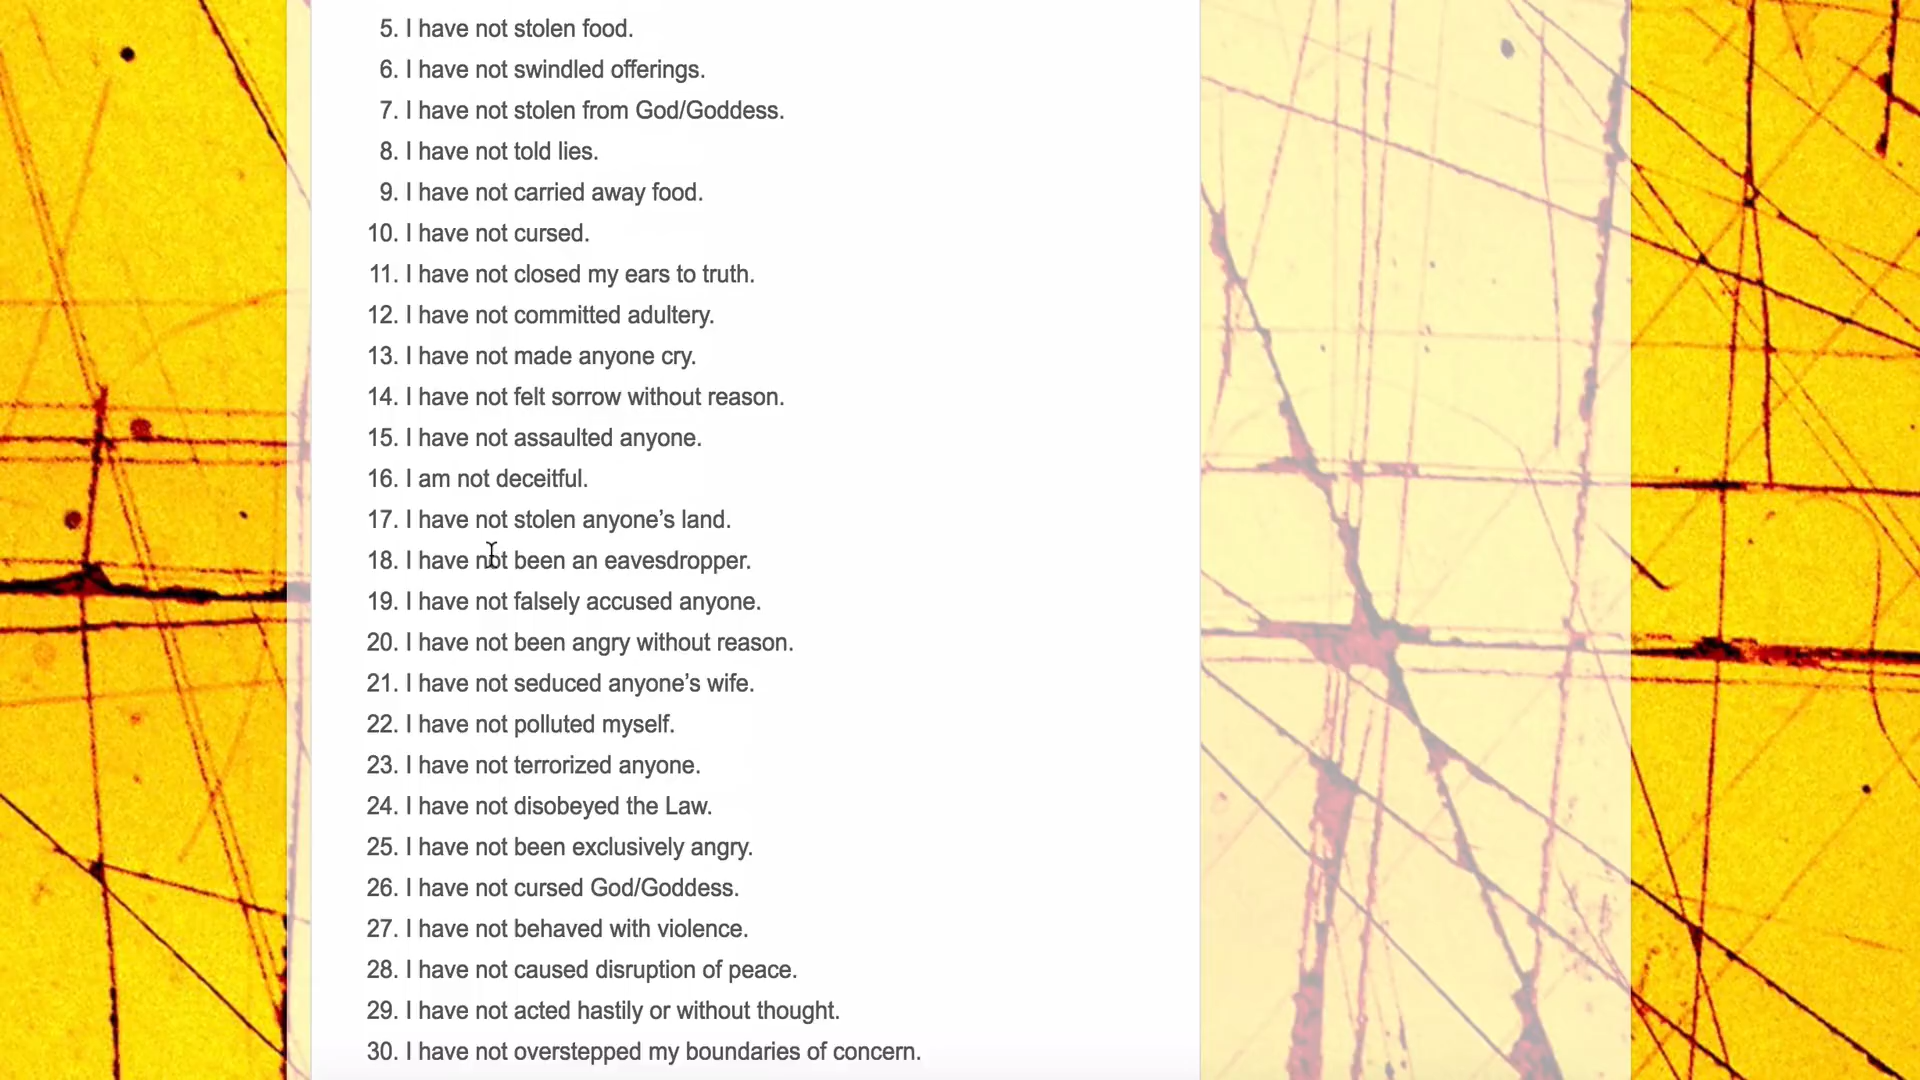 5. I have not stolen food.
6. I have not swindled offerings.
7. I have not stolen from God/Goddess.
8. I have not told lies.
9. I have not carried away food.
10. I have not cursed.
11. I have not closed my ears to truth.
12. I have not committed adultery.
13. I have not made anyone cry.
14. I have not felt sorrow without reason.
15. I have not assaulted anyone.
16. I am not deceitful.
17. I have not stolen anyone’s land.
18. I have not been an eavesdropper.
19. I have not falsely accused anyone.
20. I have not been angry without reason.
21. I have not seduced anyone’s wife.
22. I have not polluted myself.
23. I have not terrorized anyone.
24. I have not disobeyed the Law.
25. I have not been exclusively angry.
26. I have not cursed God/Goddess.
27. I have not behaved with violence.
28. I have not caused disruption of peace.
29. I have not acted hastily or without thought.
30. I have not overstepped my boundaries of concern.